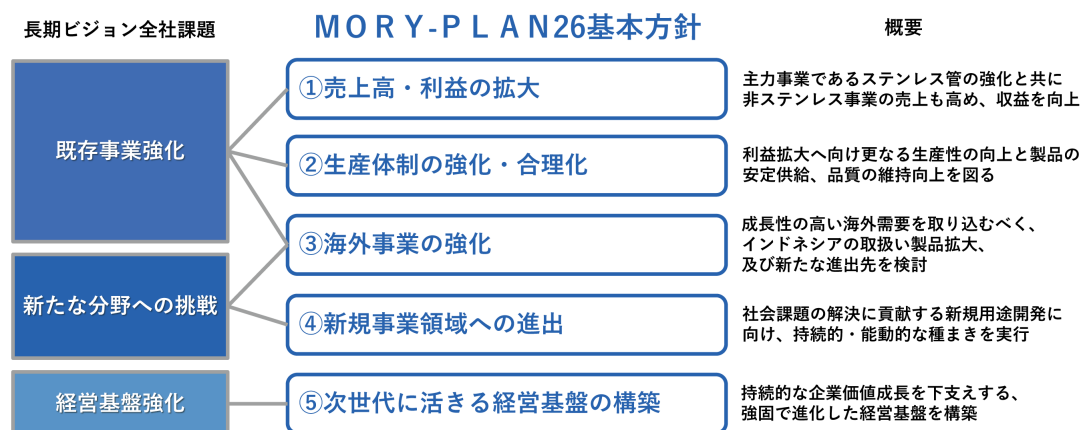 長期ビジョン全社課題
MORY-PLAN26基本方針
概要
既存事業強化
①売上高・利益の拡大
主力事業であるステンレス管の強化と共に
非ステンレス事業の売上も高め、収益を向上
②生産体制の強化・合理化
利益拡大へ向け更なる生産性の向上と製品の
安定供給、品質の維持向上を図る
③海外事業の強化
成長性の高い海外需要を取り込むべく、
インドネシアの取扱い製品拡大、
及び新たな進出先を検討
新たな分野への挑戦
④新規事業領域への進出
社会課題の解決に貢献する新規用途開発に
向け、持続的・能動的な種まきを実行
経営基盤強化
⑤次世代に活きる経営基盤の構築
持続的な企業価値成長を下支えする、
強固で進化した経営基盤を構築